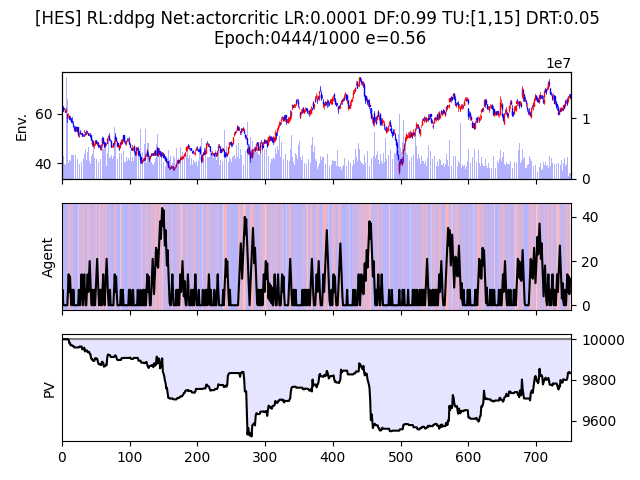 [HES] RL:ddpg Net:actorcritic LR:0.0001 DF:0.99 TU:[1,15] DRT:0.05
Epoch:0444/1000 e=0.56
1e7
Env.
60
40
1
0
Agent
40
20
0
PV
10000
9800
9600
0 100 200 300 400 500 600 700